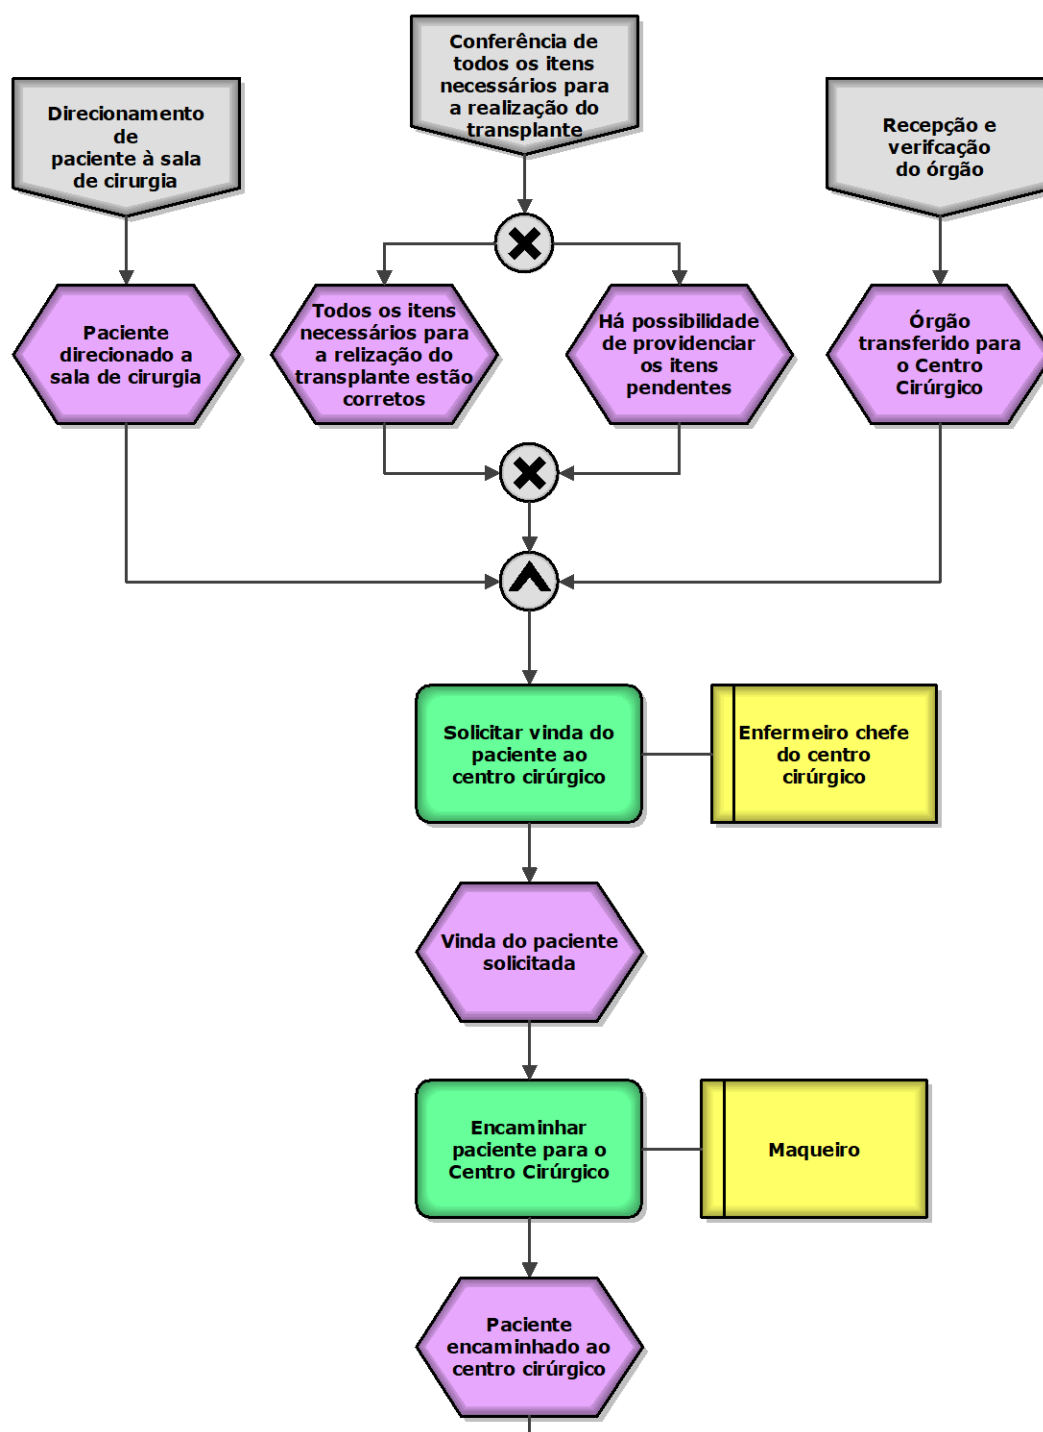 Conferência de
todos os itens
necessários para
a realização do
transplante
Direcionamento
de
paciente à sala
de cirurgia
Recepção e
verifcação
do órgão
Paciente
direcionado a
sala de cirurgia
Todos os itens
necessários para
a relização do
transplante estão
corretos
Há possibilidade
de providenciar
os itens
pendentes
Órgão
transferido para
o Centro
Cirúrgico
Solicitar vinda do
paciente ao
centro cirúrgico
Enfermeiro chefe
do centro
cirúrgico
Vinda do paciente
solicitada
Encaminhar
paciente para o
Centro Cirúrgico
Maqueiro
Paciente
encaminhado ao
centro cirúrgico